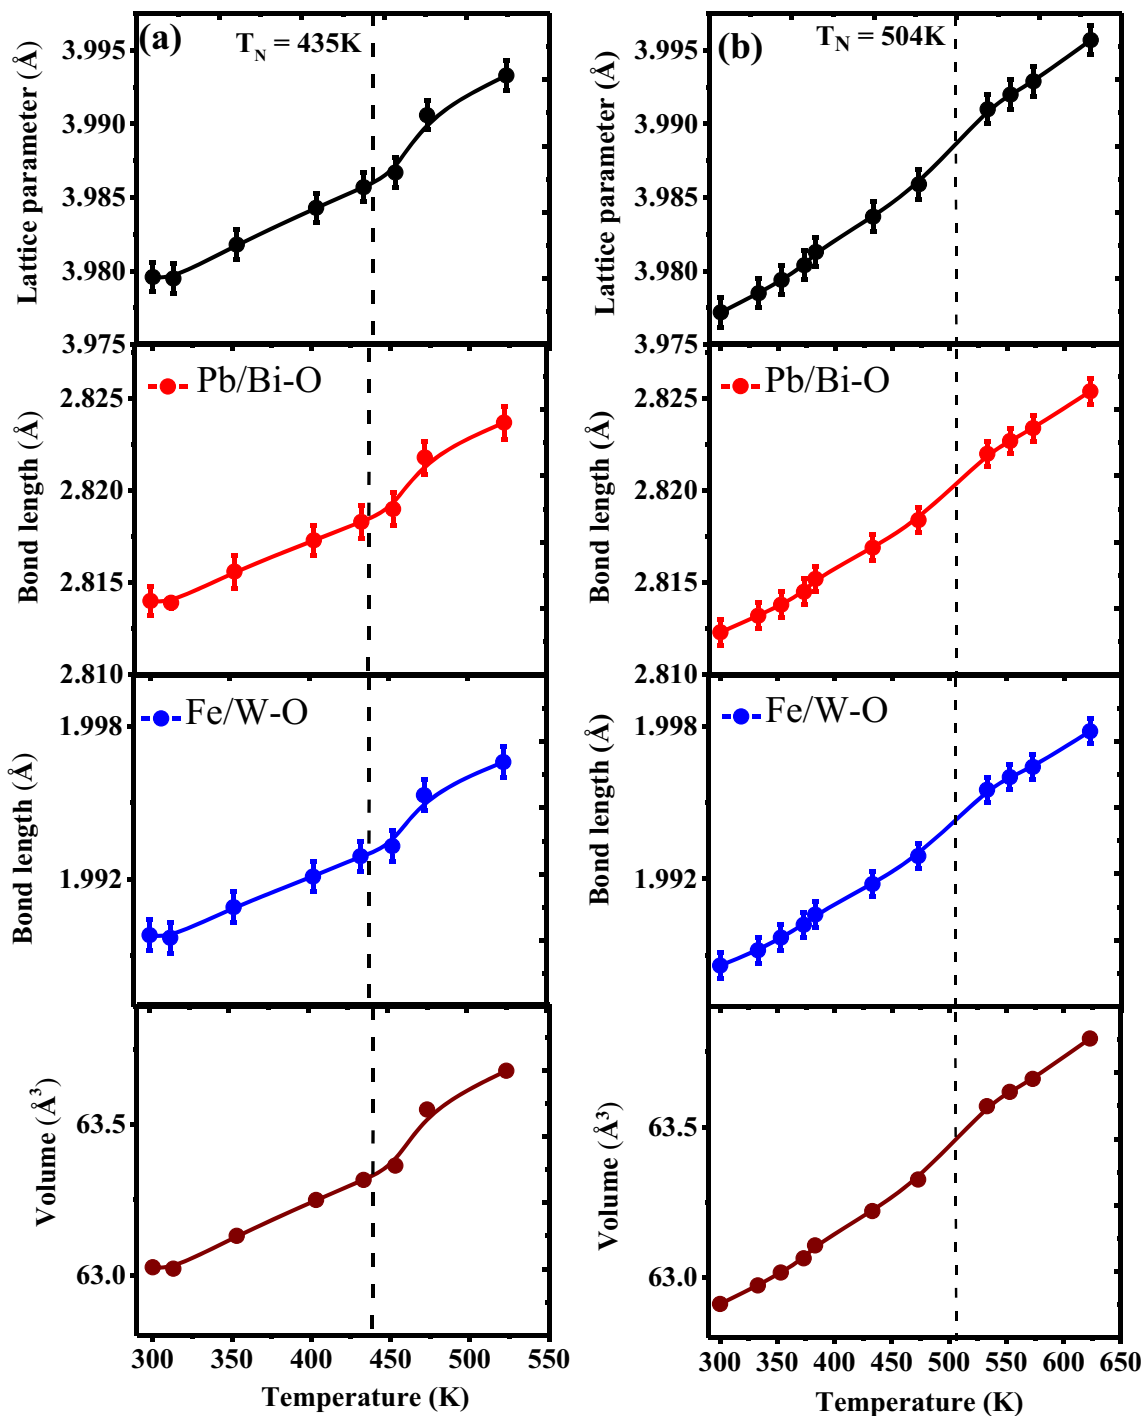 (a)
T_N = 435K
Lattice parameter (Å)
3.995
3.990
3.985
3.980
3.975
Pb/Bi-O
Bond length (Å)
2.825
2.820
2.815
2.810
Fe/W-O
Bond length (Å)
1.998
1.992
Volume (Å³)
63.5
63.0
300 350 400 450 500 550
Temperature (K)
(b)
T_N = 504K
Lattice parameter (Å)
3.995
3.990
3.985
3.980
3.975
Pb/Bi-O
Bond length (Å)
2.825
2.820
2.815
2.810
Fe/W-O
Bond length (Å)
1.998
1.992
Volume (Å³)
63.5
63.0
300 350 400 450 500 550 600 650
Temperature (K)